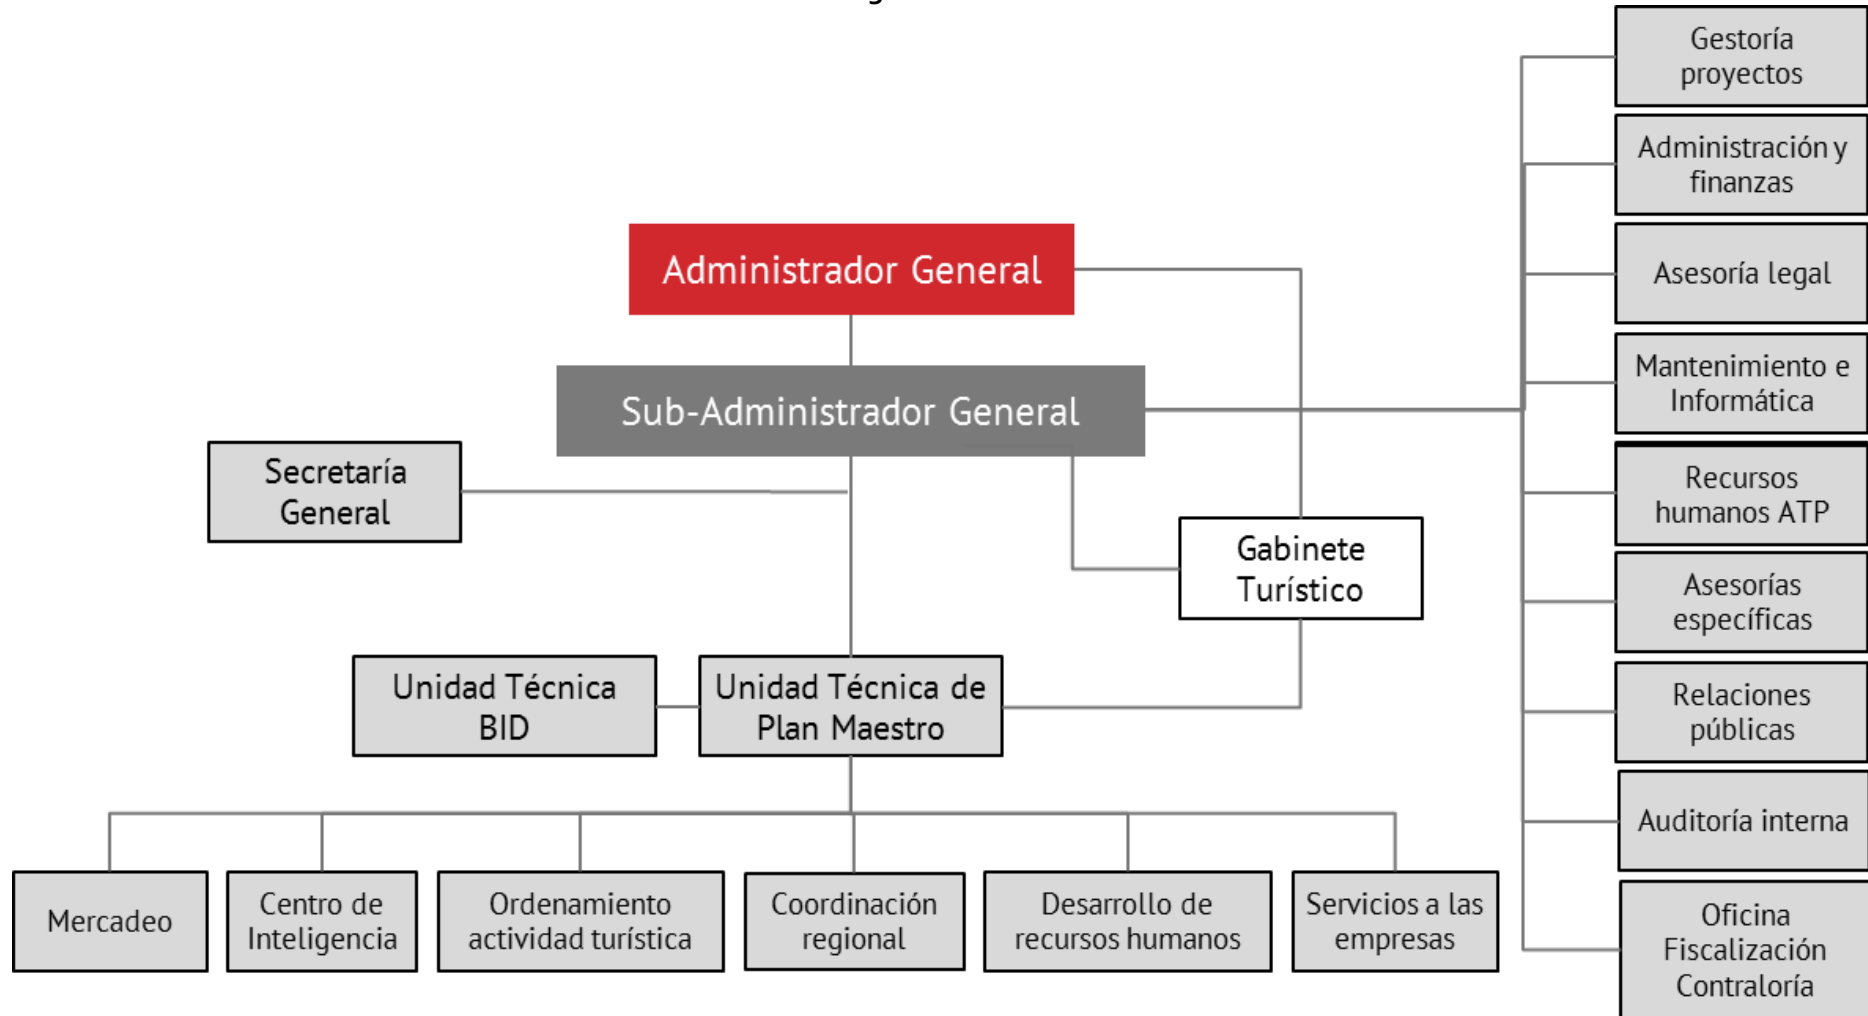 Gestoría
proyectos
Administración y
finanzas
Administrador General
Asesoría legal
Mantenimiento e
Informática
Sub-Administrador General
Secretaría
General
Recursos
humanos ATP
Gabinete
Turístico
Asesorías
específicas
Unidad Técnica
BID
Unidad Técnica de
Plan Maestro
Relaciones
públicas
Auditoría interna
Mercadeo
Centro de
Inteligencia
Ordenamiento
actividad turística
Coordinación
regional
Desarrollo de
recursos humanos
Servicios a las
empresas
Oficina
Fiscalización
Contraloría